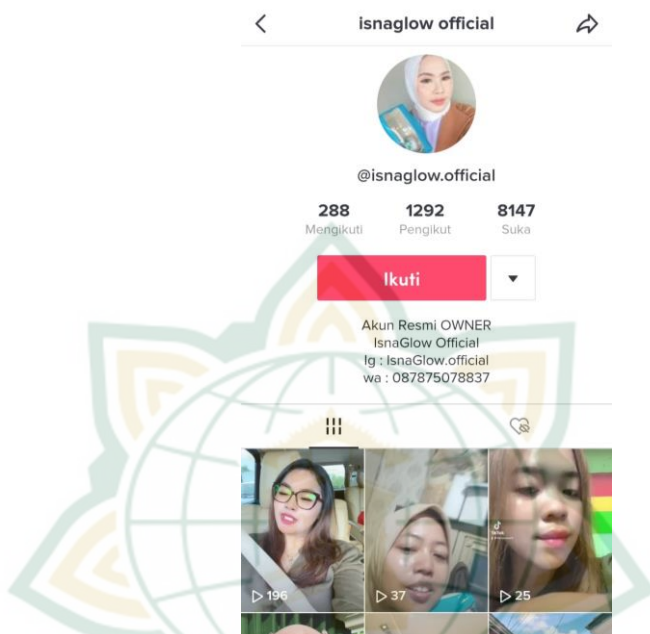 isnaglow official
@isnaglow.official
288 1292 8147
Mengikuti Pengikut Suka
Ikuti
Akun Resmi OWNER
IsnaGlow Official
Ig : IsnaGlow.official
wa : 087875078837
196 37 25
TikTok